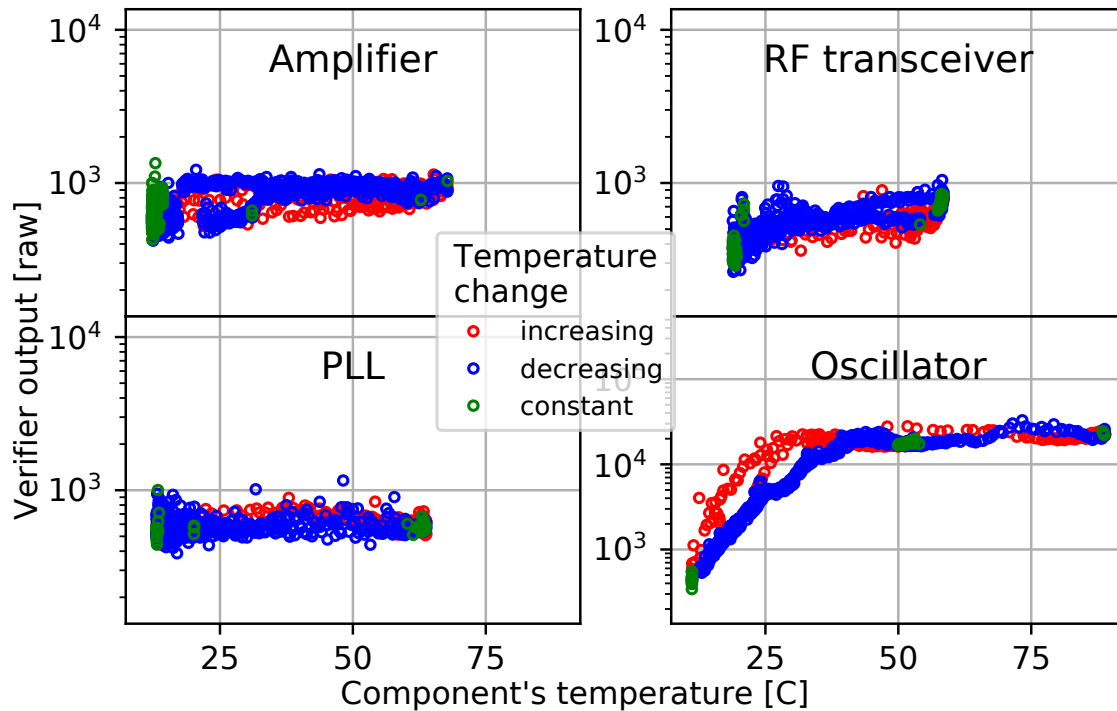 10^4
Amplifier
10^3
RF transceiver
10^4
10^3
Verifier output [raw]
Temperature
change
increasing
decreasing
constant
10^4
PLL
10^3
Oscillator
10^4
10^3
25
50
75
25
50
75
Component's temperature [C]